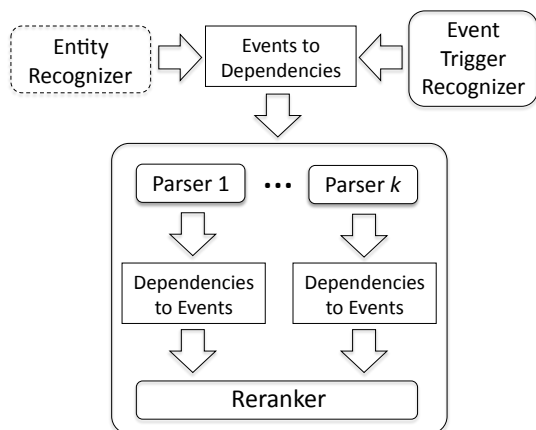 Entity
Recognizer
Events to
Dependencies
Event
Trigger
Recognizer
Parser 1
...
Parser k
Dependencies
to Events
Dependencies
to Events
Reranker